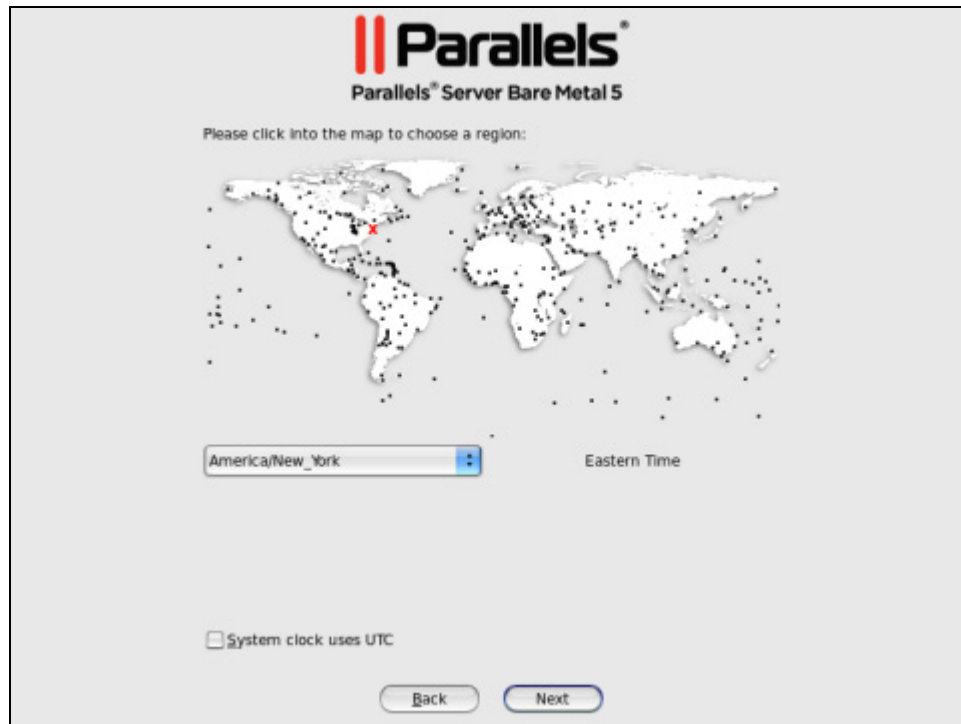 Parallels®
Parallels® Server Bare Metal 5
Please click into the map to choose a region:
x
America/New_York
Eastern Time
System clock uses UTC
Back
Next